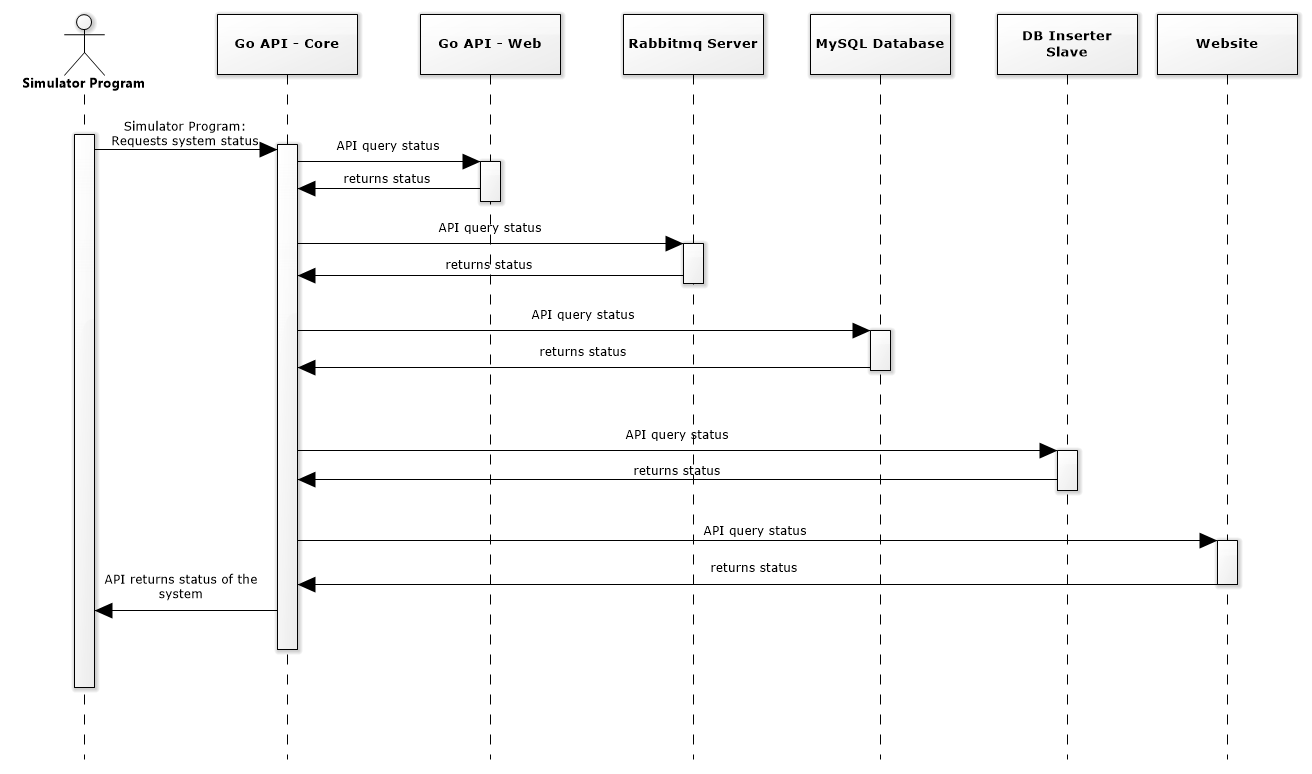 Simulator Program
Go API - Core
Go API - Web
Rabbitmq Server
MySQL Database
DB Inserter
Slave
Website
Simulator Program:
Requests system status
API query status
returns status
API query status
returns status
API query status
returns status
API query status
returns status
API query status
returns status
API returns status of the
system